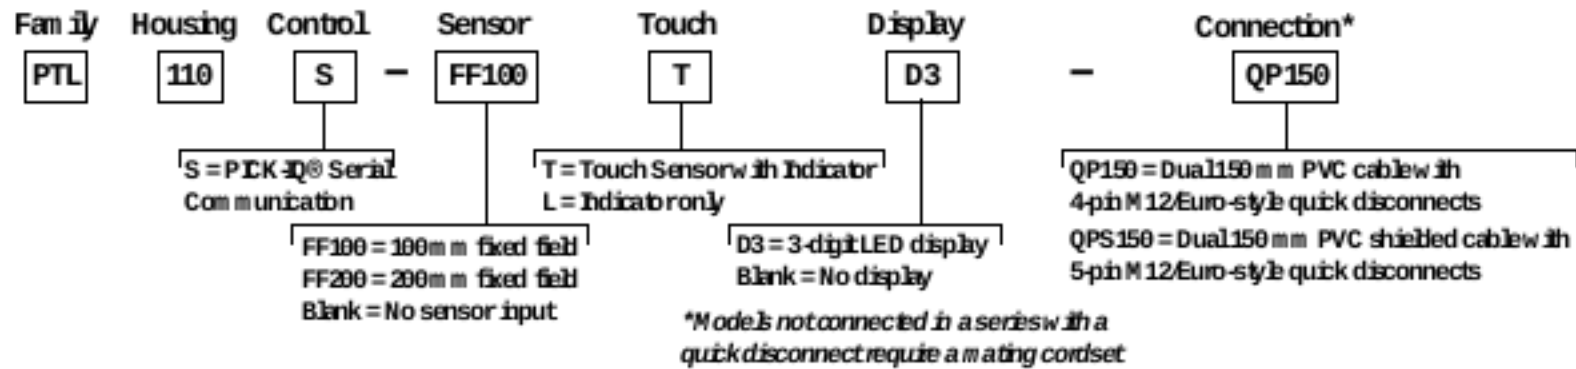 Family Housing Control Sensor Touch Display Connection*
PTL 110 S – FF100 T D3 – QP150
S = PICK-IQ® Serial
Communication
FF100 = 100 mm fixed field
FF200 = 200 mm fixed field
Blank = No sensor input
T = Touch Sensor with Indicator
L = Indicator only
D3 = 3-digit LED display
Blank = No display
QP150 = Dual 150 mm PVC cable with
4-pin M12/Euro-style quick disconnects
QPS150 = Dual 150 mm PVC shielded cable with
5-pin M12/Euro-style quick disconnects
*Models not connected in a series with a
quick disconnect require a mating cordset